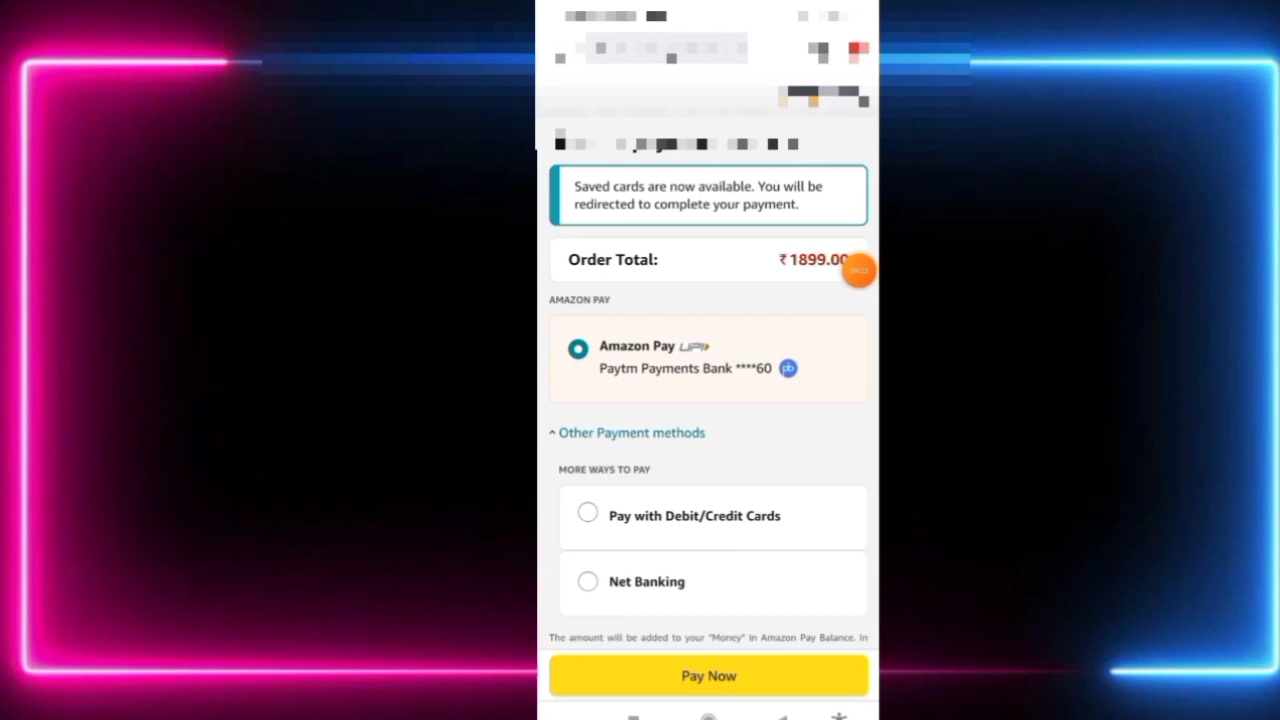 Saved cards are now available. You will be
redirected to complete your payment.
Order Total: ₹1899.00
AMAZON PAY
Amazon Pay UPI
Paytm Payments Bank ****60 pb
^ Other Payment methods
MORE WAYS TO PAY
Pay with Debit/Credit Cards
Net Banking
The amount will be added to your "Money" in Amazon Pay Balance. In
Pay Now